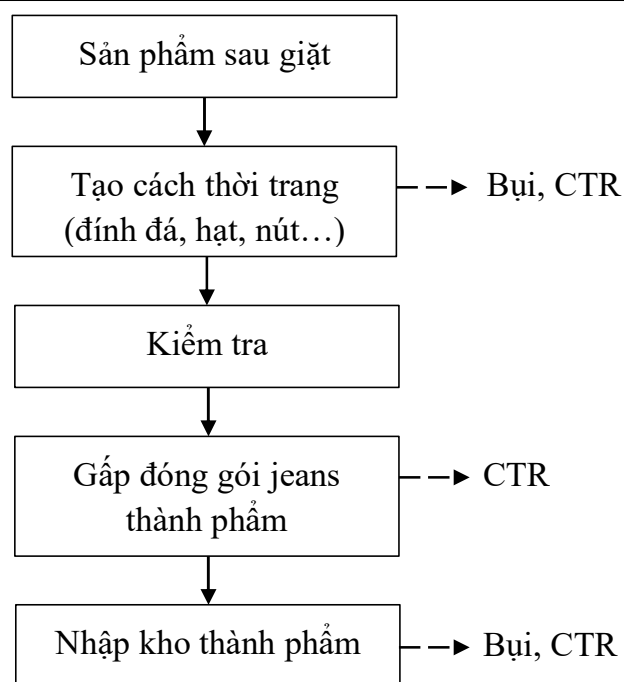 Sản phẩm sau giặt
Tạo cách thời trang
(đính đá, hạt, nút…)
Bụi, CTR
Kiểm tra
Gấp đóng gói jeans
thành phẩm
CTR
Nhập kho thành phẩm
Bụi, CTR